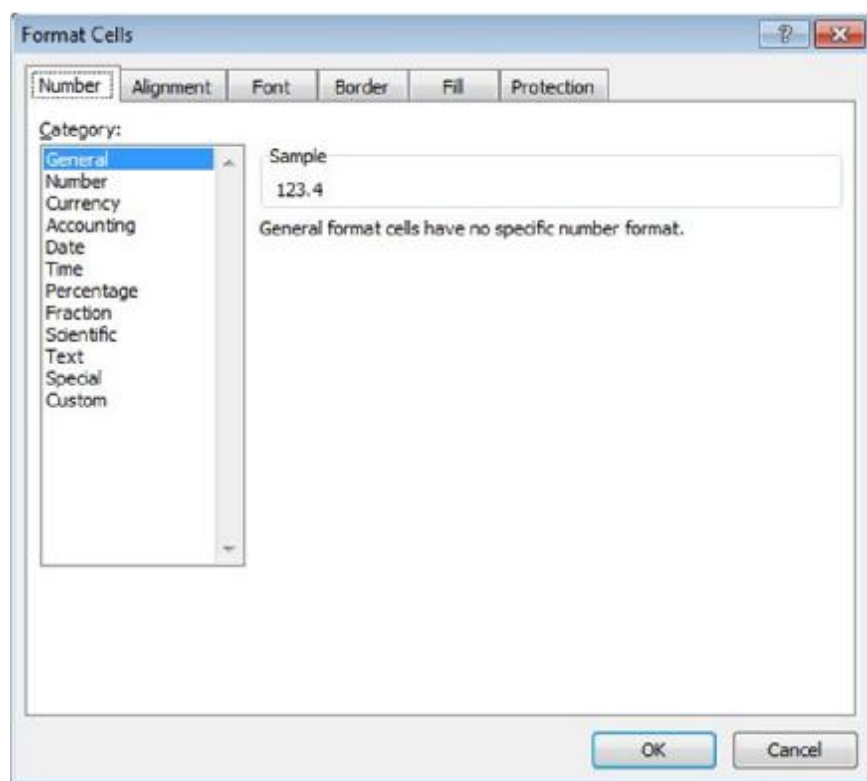 Format Cells
Number Alignment Font Border Fill Protection
Category:
General
Number
Currency
Accounting
Date
Time
Percentage
Fraction
Scientific
Text
Special
Custom
Sample
123.4
General format cells have no specific number format.
OK Cancel